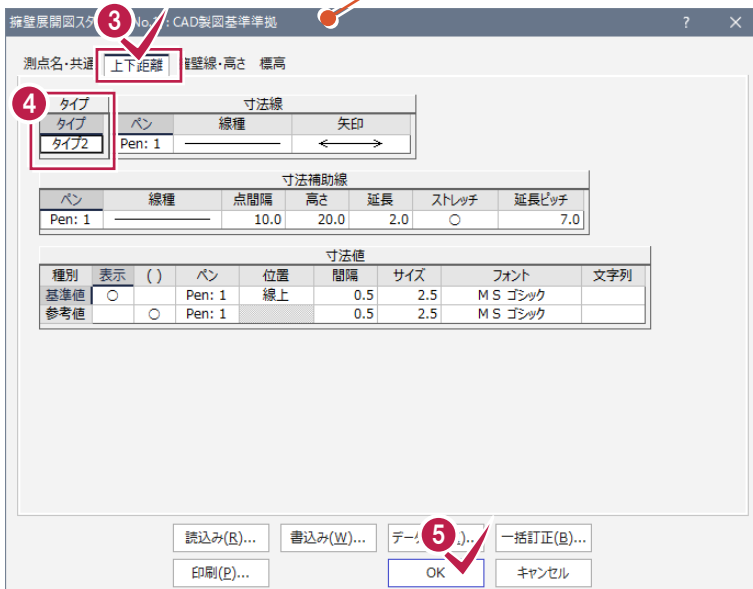 擁壁展開図ス 3 No. : CAD製図基準準拠 ? ×
測点名・共通 上下距離 擁壁線・高さ 標高
4 タイプ 寸法線
タイプ ペン 線種 矢印
タイプ2 Pen: 1
寸法補助線
ペン 線種 点間隔 高さ 延長 ストレッチ 延長ピッチ
Pen: 1 10.0 20.0 2.0 ○ 7.0
寸法値
種別 表示 ( ) ペン 位置 間隔 サイズ フォント 文字列
基準値 ○ Pen: 1 線上 0.5 2.5 ＭＳ ゴシック
参考値 ○ Pen: 1 0.5 2.5 ＭＳ ゴシック
読込み(R)... 書込み(W)... デー 5 )... 一括訂正(B)...
印刷(P)... OK キャンセル